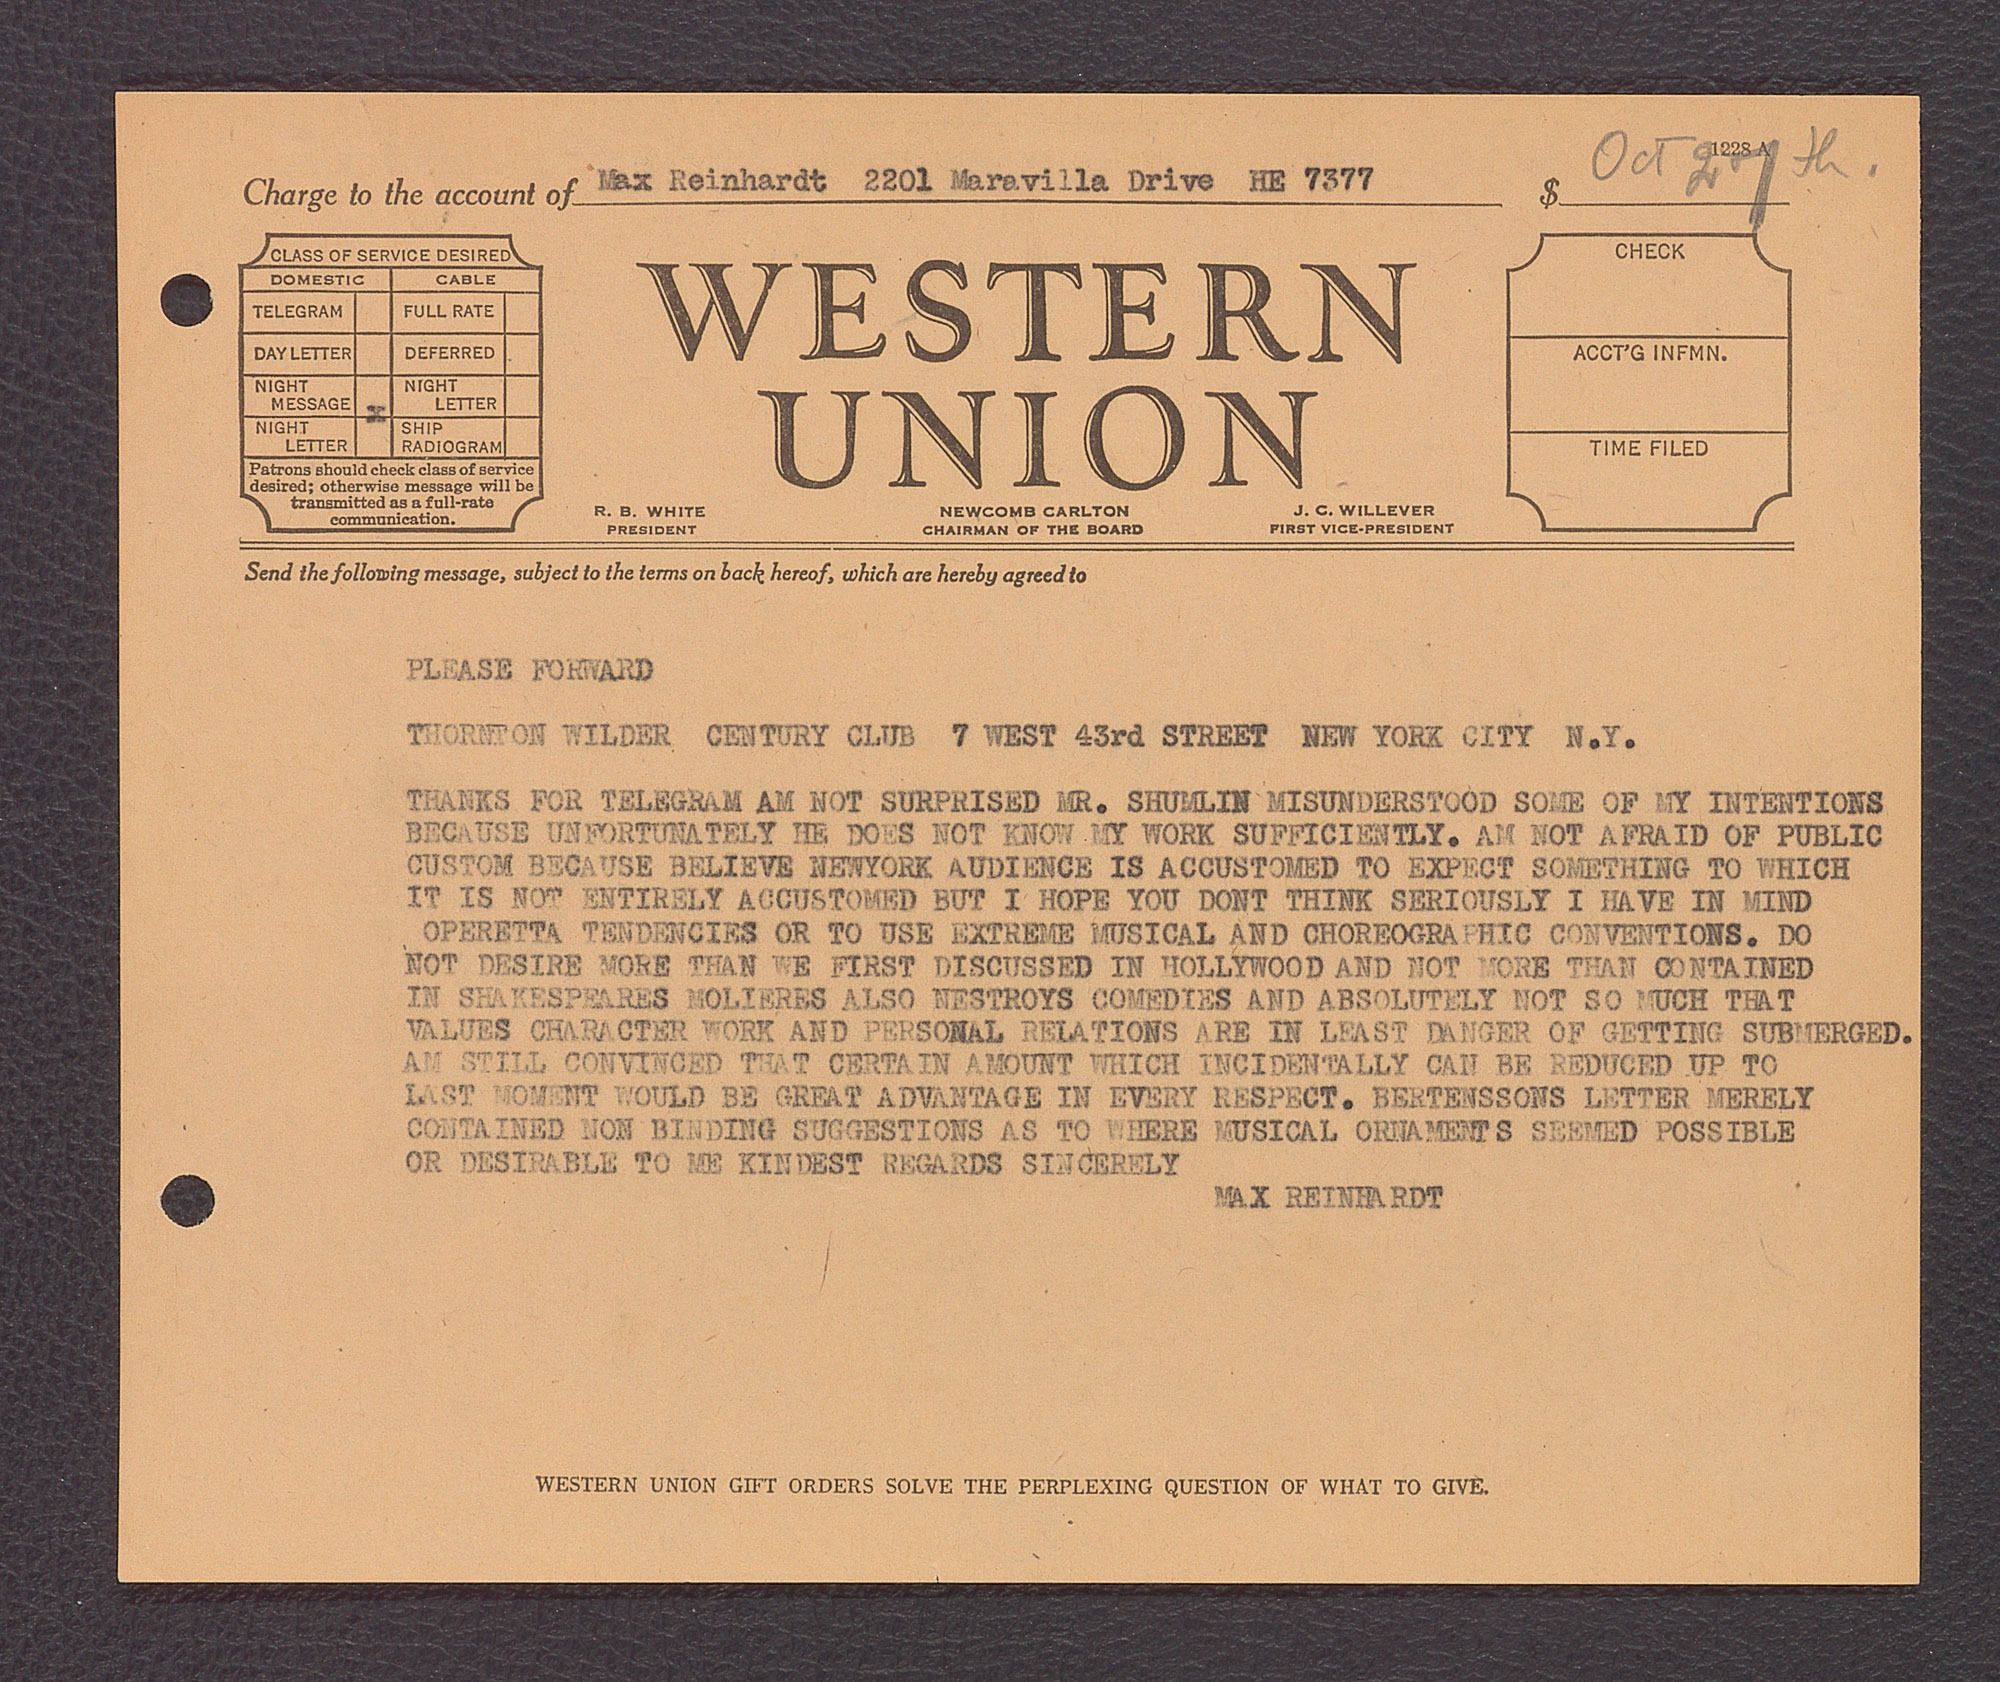 Oct 27th.
1228 A
Charge to the account of Max Reinhardt 2201 Maravilla Drive HE 7377 $
CLASS OF SERVICE DESIRED
DOMESTIC CABLE
TELEGRAM FULL RATE
DAY LETTER DEFERRED
NIGHT MESSAGE x NIGHT LETTER
NIGHT LETTER SHIP RADIOGRAM
Patrons should check class of service
desired; otherwise message will be
transmitted as a full-rate
communication.
WESTERN
UNION
R. B. WHITE
PRESIDENT
NEWCOMB CARLTON
CHAIRMAN OF THE BOARD
J. C. WILLEVER
FIRST VICE-PRESIDENT
CHECK
ACCT'G INFMN.
TIME FILED
Send the following message, subject to the terms on back hereof, which are hereby agreed to
PLEASE FORWARD
THORNTON WILDER CENTURY CLUB 7 WEST 43rd STREET NEW YORK CITY N.Y.
THANKS FOR TELEGRAM AM NOT SURPRISED MR. SHUMLIN MISUNDERSTOOD SOME OF MY INTENTIONS
BECAUSE UNFORTUNATELY HE DOES NOT KNOW MY WORK SUFFICIENTLY. AM NOT AFRAID OF PUBLIC
CUSTOM BECAUSE BELIEVE NEWYORK AUDIENCE IS ACCUSTOMED TO EXPECT SOMETHING TO WHICH
IT IS NOT ENTIRELY ACCUSTOMED BUT I HOPE YOU DONT THINK SERIOUSLY I HAVE IN MIND
OPERETTA TENDENCIES OR TO USE EXTREME MUSICAL AND CHOREOGRAPHIC CONVENTIONS. DO
NOT DESIRE MORE THAN WE FIRST DISCUSSED IN HOLLYWOOD AND NOT MORE THAN CONTAINED
IN SHAKESPEARES MOLIERES ALSO NESTROYS COMEDIES AND ABSOLUTELY NOT SO MUCH THAT
VALUES CHARACTER WORK AND PERSONAL RELATIONS ARE IN LEAST DANGER OF GETTING SUBMERGED.
AM STILL CONVINCED THAT CERTAIN AMOUNT WHICH INCIDENTALLY CAN BE REDUCED UP TO
LAST MOMENT WOULD BE GREAT ADVANTAGE IN EVERY RESPECT. BERTENSSONS LETTER MERELY
CONTAINED NON BINDING SUGGESTIONS AS TO WHERE MUSICAL ORNAMENTS SEEMED POSSIBLE
OR DESIRABLE TO ME KINDEST REGARDS SINCERELY
MAX REINHARDT
WESTERN UNION GIFT ORDERS SOLVE THE PERPLEXING QUESTION OF WHAT TO GIVE.